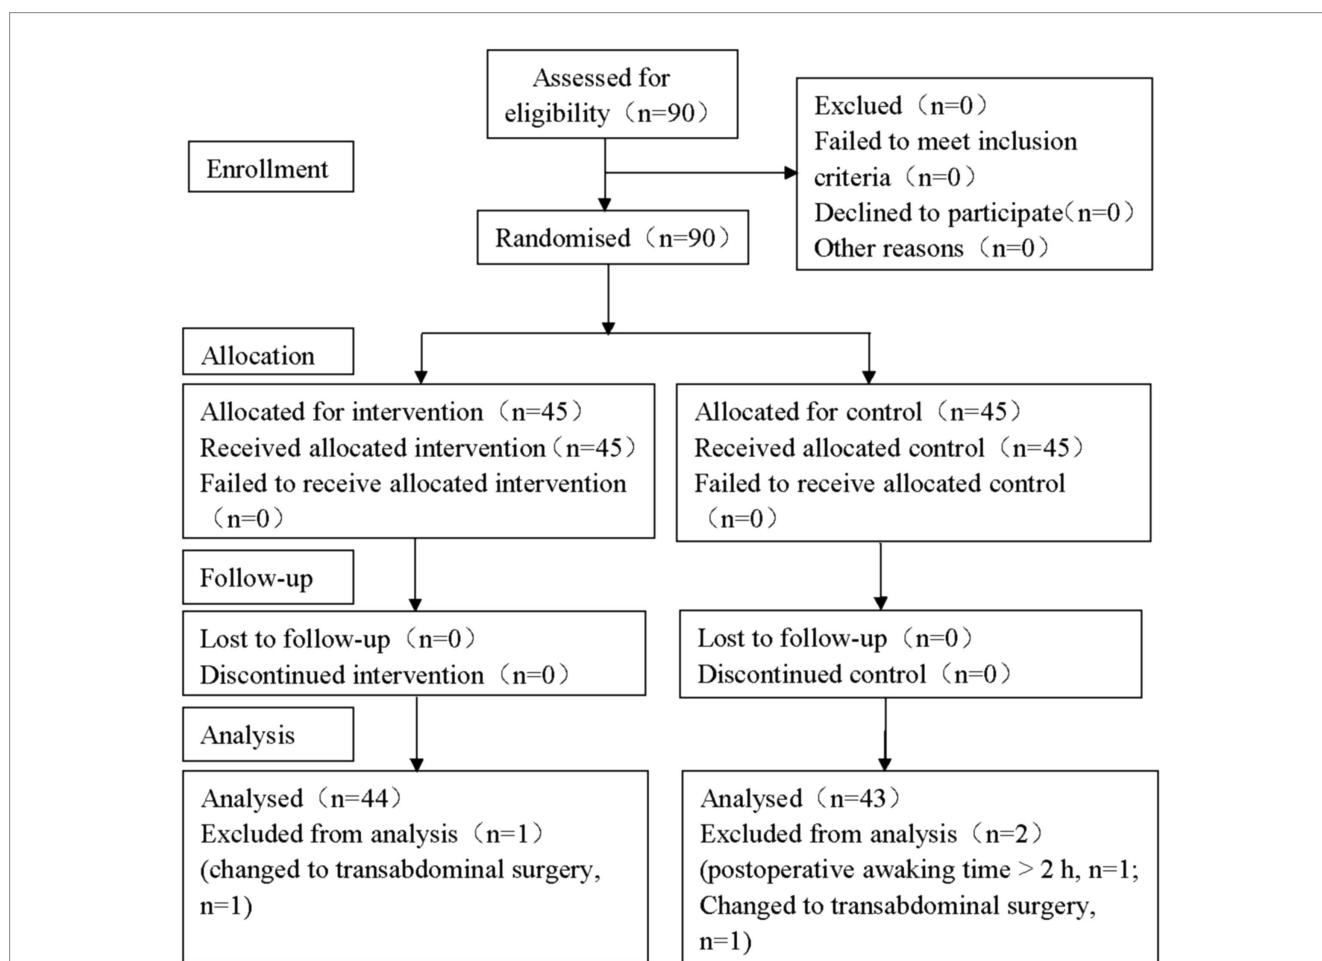 Assessed for
eligibility（n=90）
Exclued（n=0）
Failed to meet inclusion
criteria（n=0）
Declined to participate（n=0）
Other reasons（n=0）
Enrollment
Randomised（n=90）
Allocation
Allocated for intervention（n=45）
Received allocated intervention（n=45）
Failed to receive allocated intervention
（n=0）
Allocated for control（n=45）
Received allocated control（n=45）
Failed to receive allocated control
（n=0）
Follow-up
Lost to follow-up（n=0）
Discontinued intervention（n=0）
Lost to follow-up（n=0）
Discontinued control（n=0）
Analysis
Analysed（n=44）
Excluded from analysis（n=1）
(changed to transabdominal surgery,
n=1)
Analysed（n=43）
Excluded from analysis（n=2）
(postoperative awaking time > 2 h, n=1;
Changed to transabdominal surgery,
n=1)